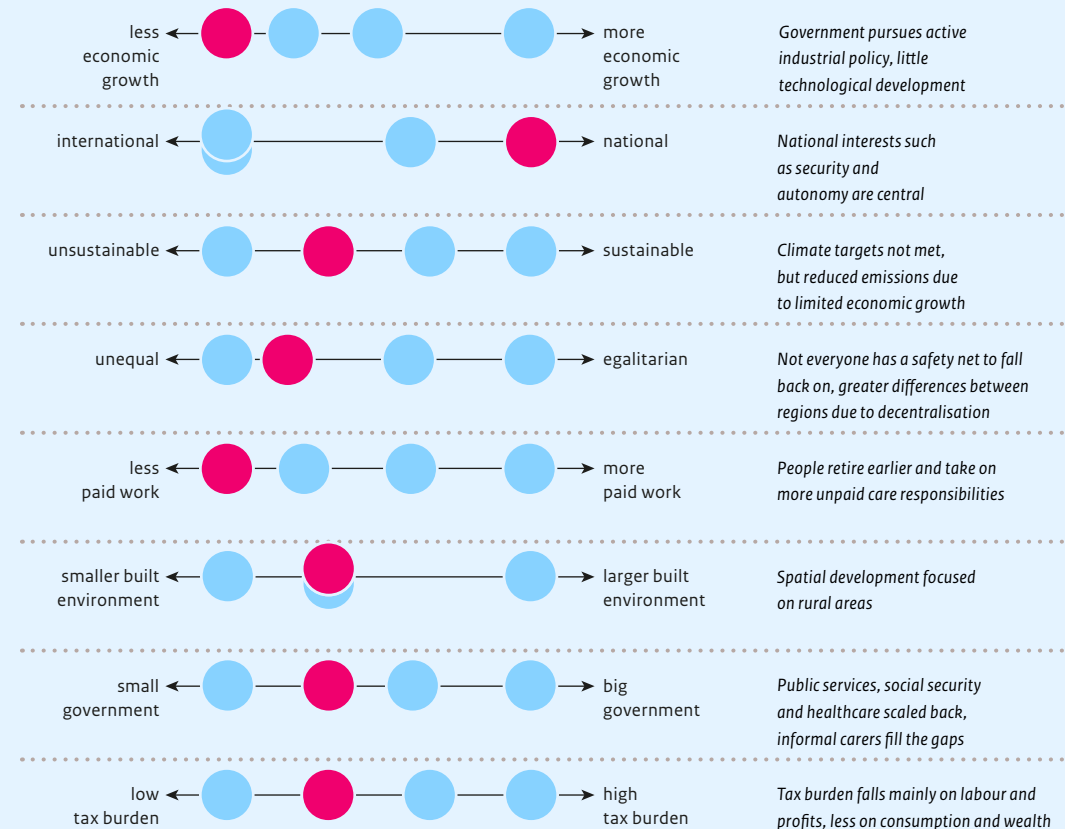 less
economic
growth
more
economic
growth
Government pursues active
industrial policy, little
technological development
international
national
National interests such
as security and
autonomy are central
unsustainable
sustainable
Climate targets not met,
but reduced emissions due
to limited economic growth
unequal
egalitarian
Not everyone has a safety net to fall
back on, greater differences between
regions due to decentralisation
less
paid work
more
paid work
People retire earlier and take on
more unpaid care responsibilities
smaller built
environment
larger built
environment
Spatial development focused
on rural areas
small
government
big
government
Public services, social security
and healthcare scaled back,
informal carers fill the gaps
low
tax burden
high
tax burden
Tax burden falls mainly on labour and
profits, less on consumption and wealth